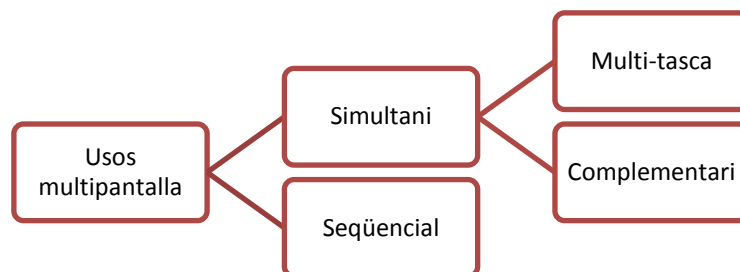 Usos
multipantalla
Simultani
Seqüencial
Multi-tasca
Complementari